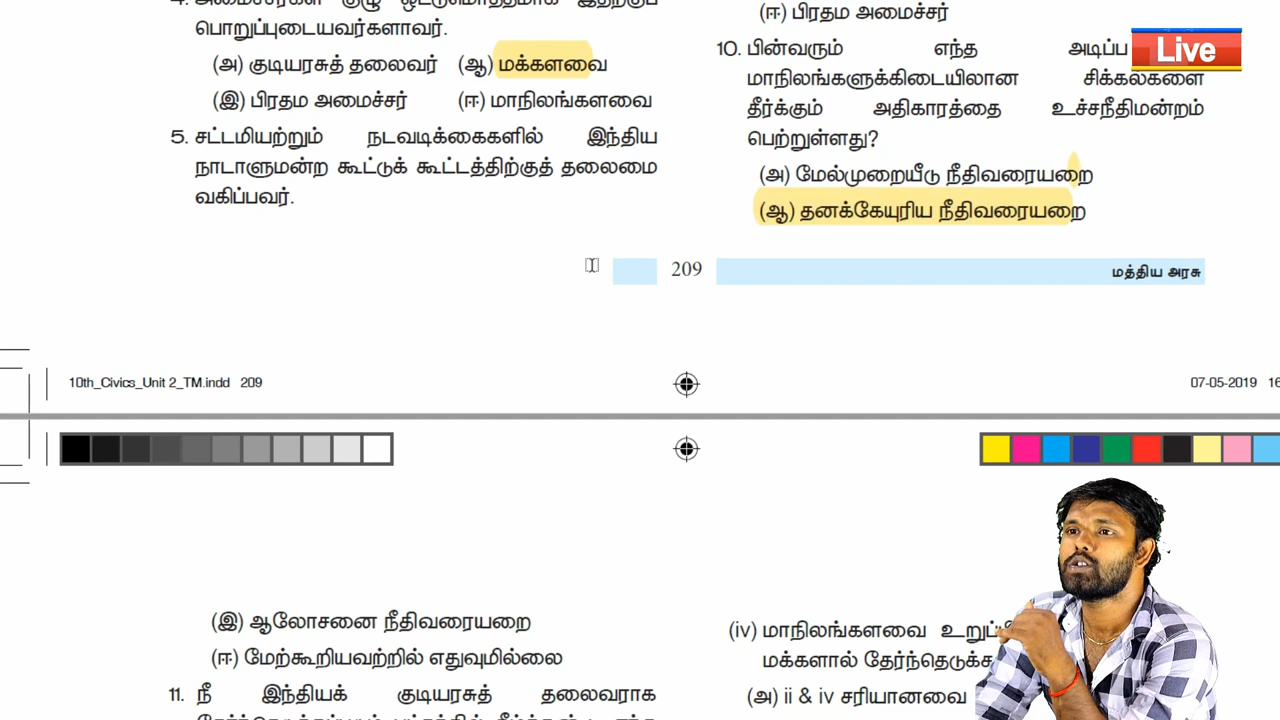 பொறுப்புடையவர்களாவர்.
(அ) குடியரசுத் தலைவர் (ஆ) மக்களவை
(இ) பிரதம அமைச்சர் (ஈ) மாநிலங்களவை
5. சட்டமியற்றும் நடவடிக்கைகளில் இந்திய
நாடாளுமன்ற கூட்டுக் கூட்டத்திற்குத் தலைமை
வகிப்பவர்.
(ஈ) பிரதம அமைச்சர்
10. பின்வரும் எந்த அடிப்ப
மாநிலங்களுக்கிடையிலான சிக்கல்களை
தீர்க்கும் அதிகாரத்தை உச்சநீதிமன்றம்
பெற்றுள்ளது?
(அ) மேல்முறையீடு நீதிவரையறை
(ஆ) தனக்கேயுரிய நீதிவரையறை
Live
209
மத்திய அரசு
10th_Civics_Unit 2_TM.indd 209
07-05-2019 16
(இ) ஆலோசனை நீதிவரையறை
(ஈ) மேற்கூறியவற்றில் எதுவுமில்லை
11. நீ இந்தியக் குடியரசுத் தலைவராக
(iv) மாநிலங்களவை
மக்களால் தேர்ந்தெடுக்க
(அ) ii & iv சரியானவை